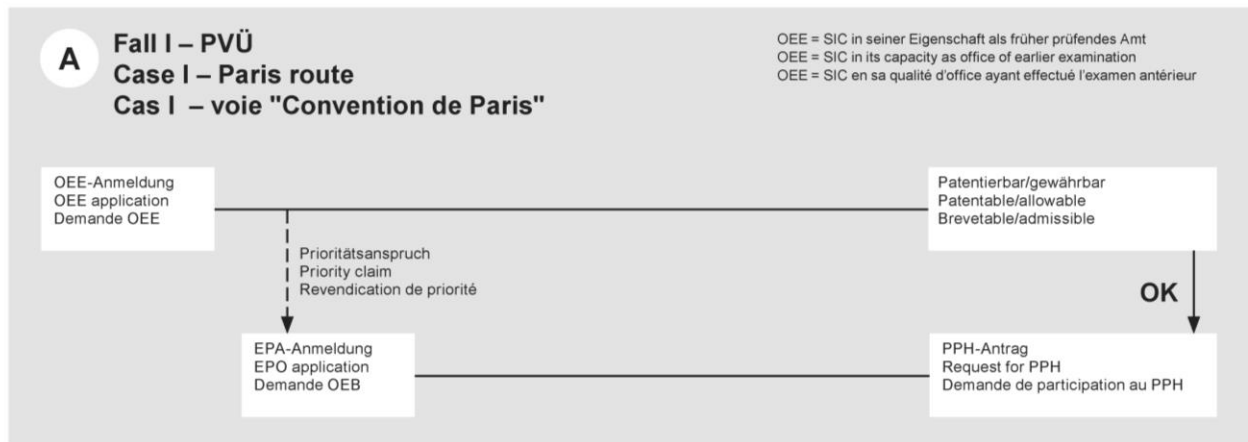 A
Fall I – PVÜ
Case I – Paris route
Cas I – voie "Convention de Paris"
OEE = SIC in seiner Eigenschaft als früher prüfendes Amt
OEE = SIC in its capacity as office of earlier examination
OEE = SIC en sa qualité d'office ayant effectué l'examen antérieur
OEE-Anmeldung
OEE application
Demande OEE
Patentierbar/gewährbar
Patentable/allowable
Brevetable/admissible
Prioritätsanspruch
Priority claim
Revendication de priorité
OK
EPA-Anmeldung
EPO application
Demande OEB
PPH-Antrag
Request for PPH
Demande de participation au PPH